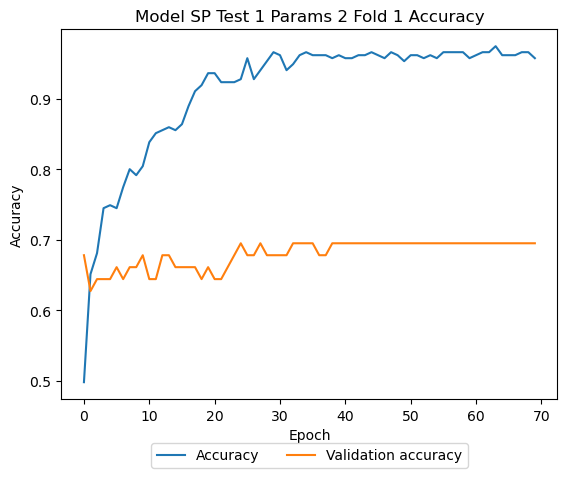 Model SP Test 1 Params 2 Fold 1 Accuracy
Accuracy
0.9
0.8
0.7
0.6
0.5
0 10 20 30 40 50 60 70
Epoch
Accuracy Validation accuracy